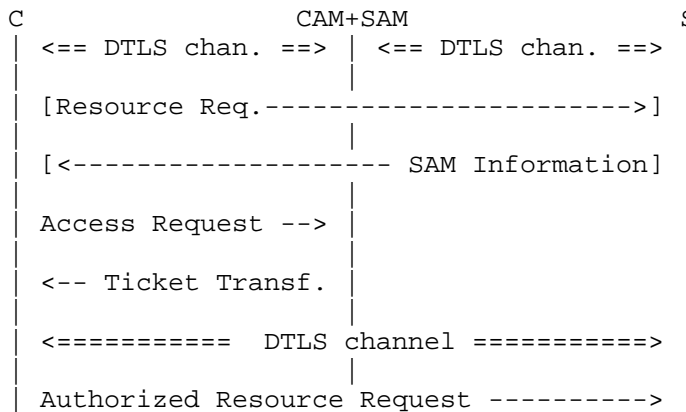 C CAM+SAM S
| <== DTLS chan. ==> | <== DTLS chan. ==>
| |
| [Resource Req.----------------------->]
| |
| [<-------------------- SAM Information]
| |
| Access Request --> |
| |
| <-- Ticket Transf. |
| |
| <=========== DTLS channel ===========>
| |
| Authorized Resource Request ---------->